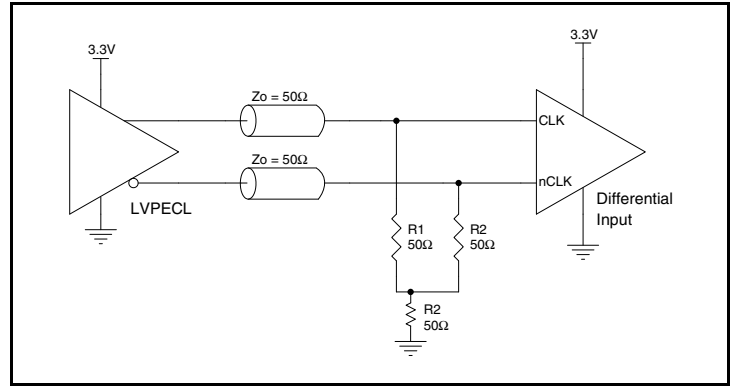 3.3V
3.3V
Zo = 50Ω
CLK
Zo = 50Ω
nCLK
LVPECL
Differential
Input
R1
50Ω
R2
50Ω
R2
50Ω